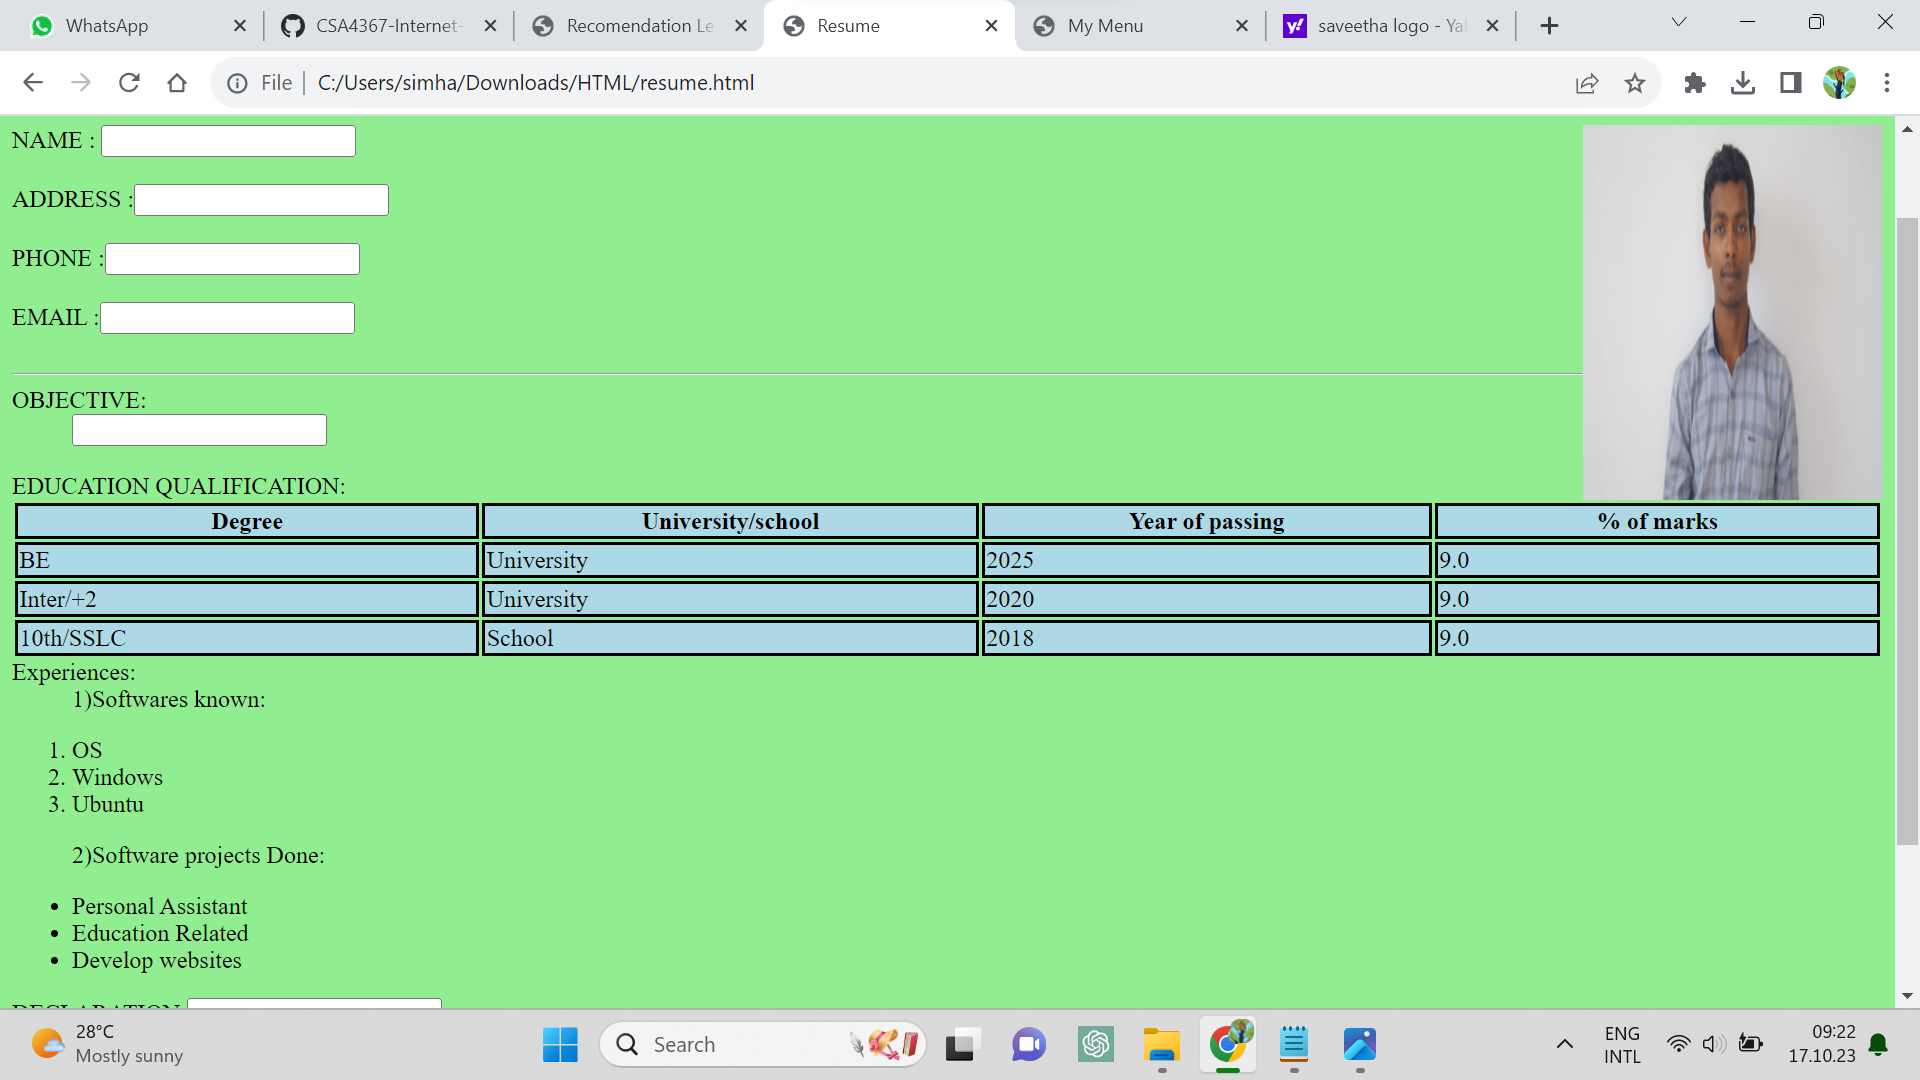 WhatsApp
CSA4367-Internet-
Recomendation Le
Resume
My Menu
saveetha logo - Ya
File
C:/Users/simha/Downloads/HTML/resume.html
NAME :
ADDRESS :
PHONE :
EMAIL :
OBJECTIVE:
EDUCATION QUALIFICATION:
Degree University/school Year of passing % of marks
BE University 2025 9.0
Inter/+2 University 2020 9.0
10th/SSLC School 2018 9.0
Experiences:
1)Softwares known:
1. OS
2. Windows
3. Ubuntu
2)Software projects Done:
• Personal Assistant
• Education Related
• Develop websites
DECLARATION
28°C
Mostly sunny
Search
ENG
INTL
09:22
17.10.23